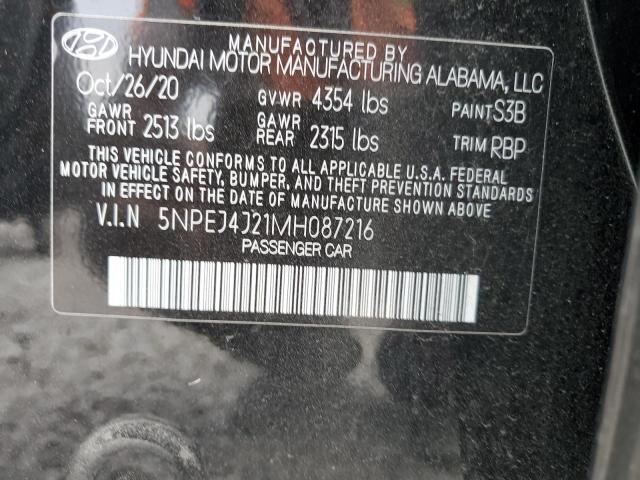 MANUFACTURED BY
HYUNDAI MOTOR MANUFACTURING ALABAMA, LLC
Oct/26/20 GVWR 4354 lbs PAINT S3B
GAWR FRONT 2513 lbs GAWR REAR 2315 lbs TRIM RBP
THIS VEHICLE CONFORMS TO ALL APPLICABLE U.S.A. FEDERAL
MOTOR VEHICLE SAFETY, BUMPER, AND THEFT PREVENTION STANDARDS
IN EFFECT ON THE DATE OF MANUFACTURE SHOWN ABOVE.
V.I.N 5NPEJ4J21MH087216
PASSENGER CAR